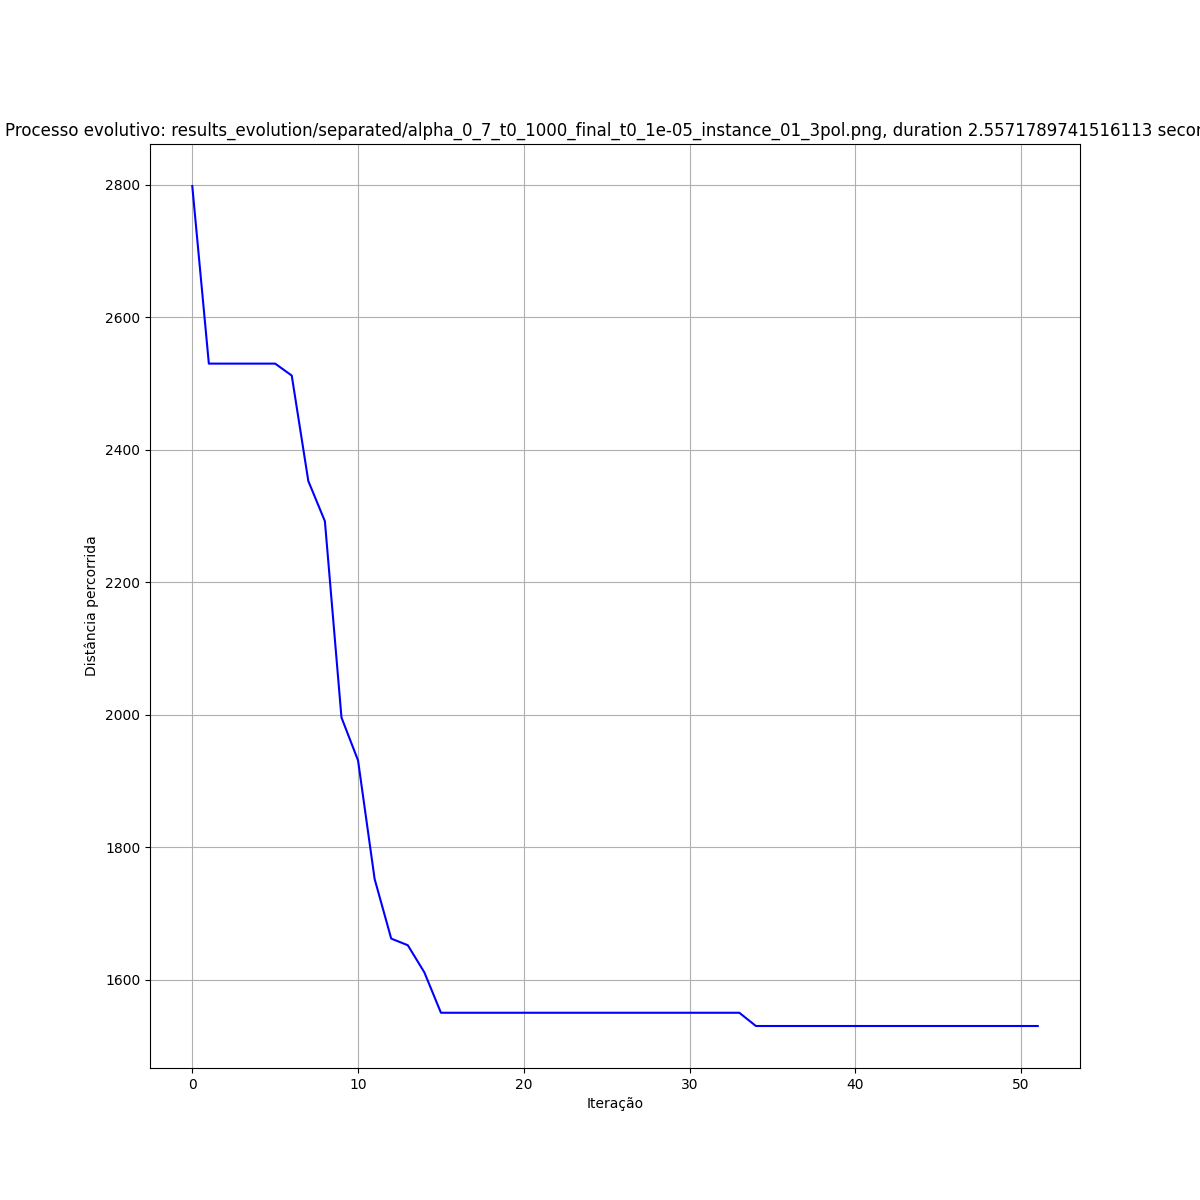 Processo evolutivo: results_evolution/separated/alpha_0_7_t0_1000_final_t0_1e-05_instance_01_3pol.png, duration 2.5571789741516113
2800
2600
2400
2200
2000
1800
1600
Distância percorrida
0 10 20 30 40 50
Iteração